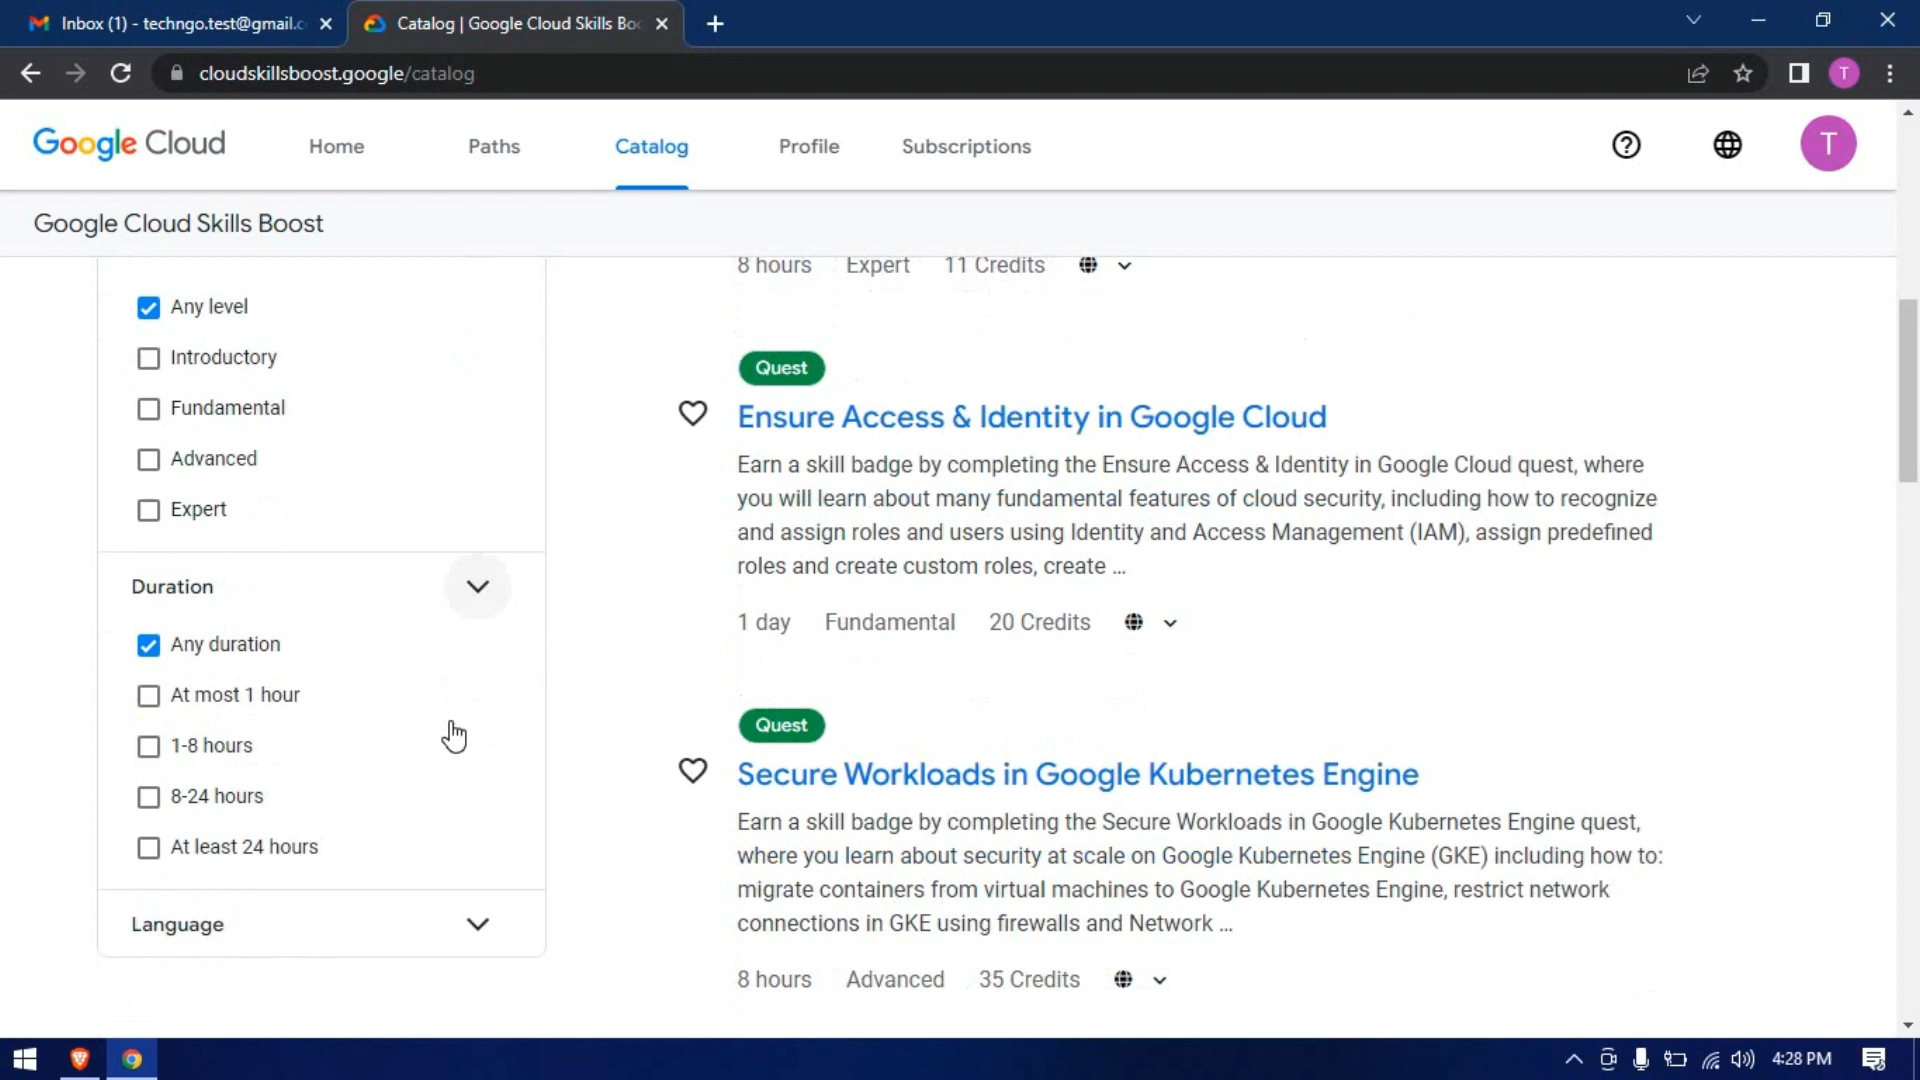 Inbox (1) - techngo.test@gmail.c
Catalog | Google Cloud Skills Boo
cloudskillsboost.google/catalog
T
Google Cloud
Home
Paths
Catalog
Profile
Subscriptions
T
Google Cloud Skills Boost
8 hours Expert 11 Credits
Any level
Introductory
Fundamental
Advanced
Expert
Duration
Any duration
At most 1 hour
1-8 hours
8-24 hours
At least 24 hours
Language
Quest
Ensure Access & Identity in Google Cloud
Earn a skill badge by completing the Ensure Access & Identity in Google Cloud quest, where
you will learn about many fundamental features of cloud security, including how to recognize
and assign roles and users using Identity and Access Management (IAM), assign predefined
roles and create custom roles, create ...
1 day Fundamental 20 Credits
Quest
Secure Workloads in Google Kubernetes Engine
Earn a skill badge by completing the Secure Workloads in Google Kubernetes Engine quest,
where you learn about security at scale on Google Kubernetes Engine (GKE) including how to:
migrate containers from virtual machines to Google Kubernetes Engine, restrict network
connections in GKE using firewalls and Network ...
8 hours Advanced 35 Credits
4:28 PM